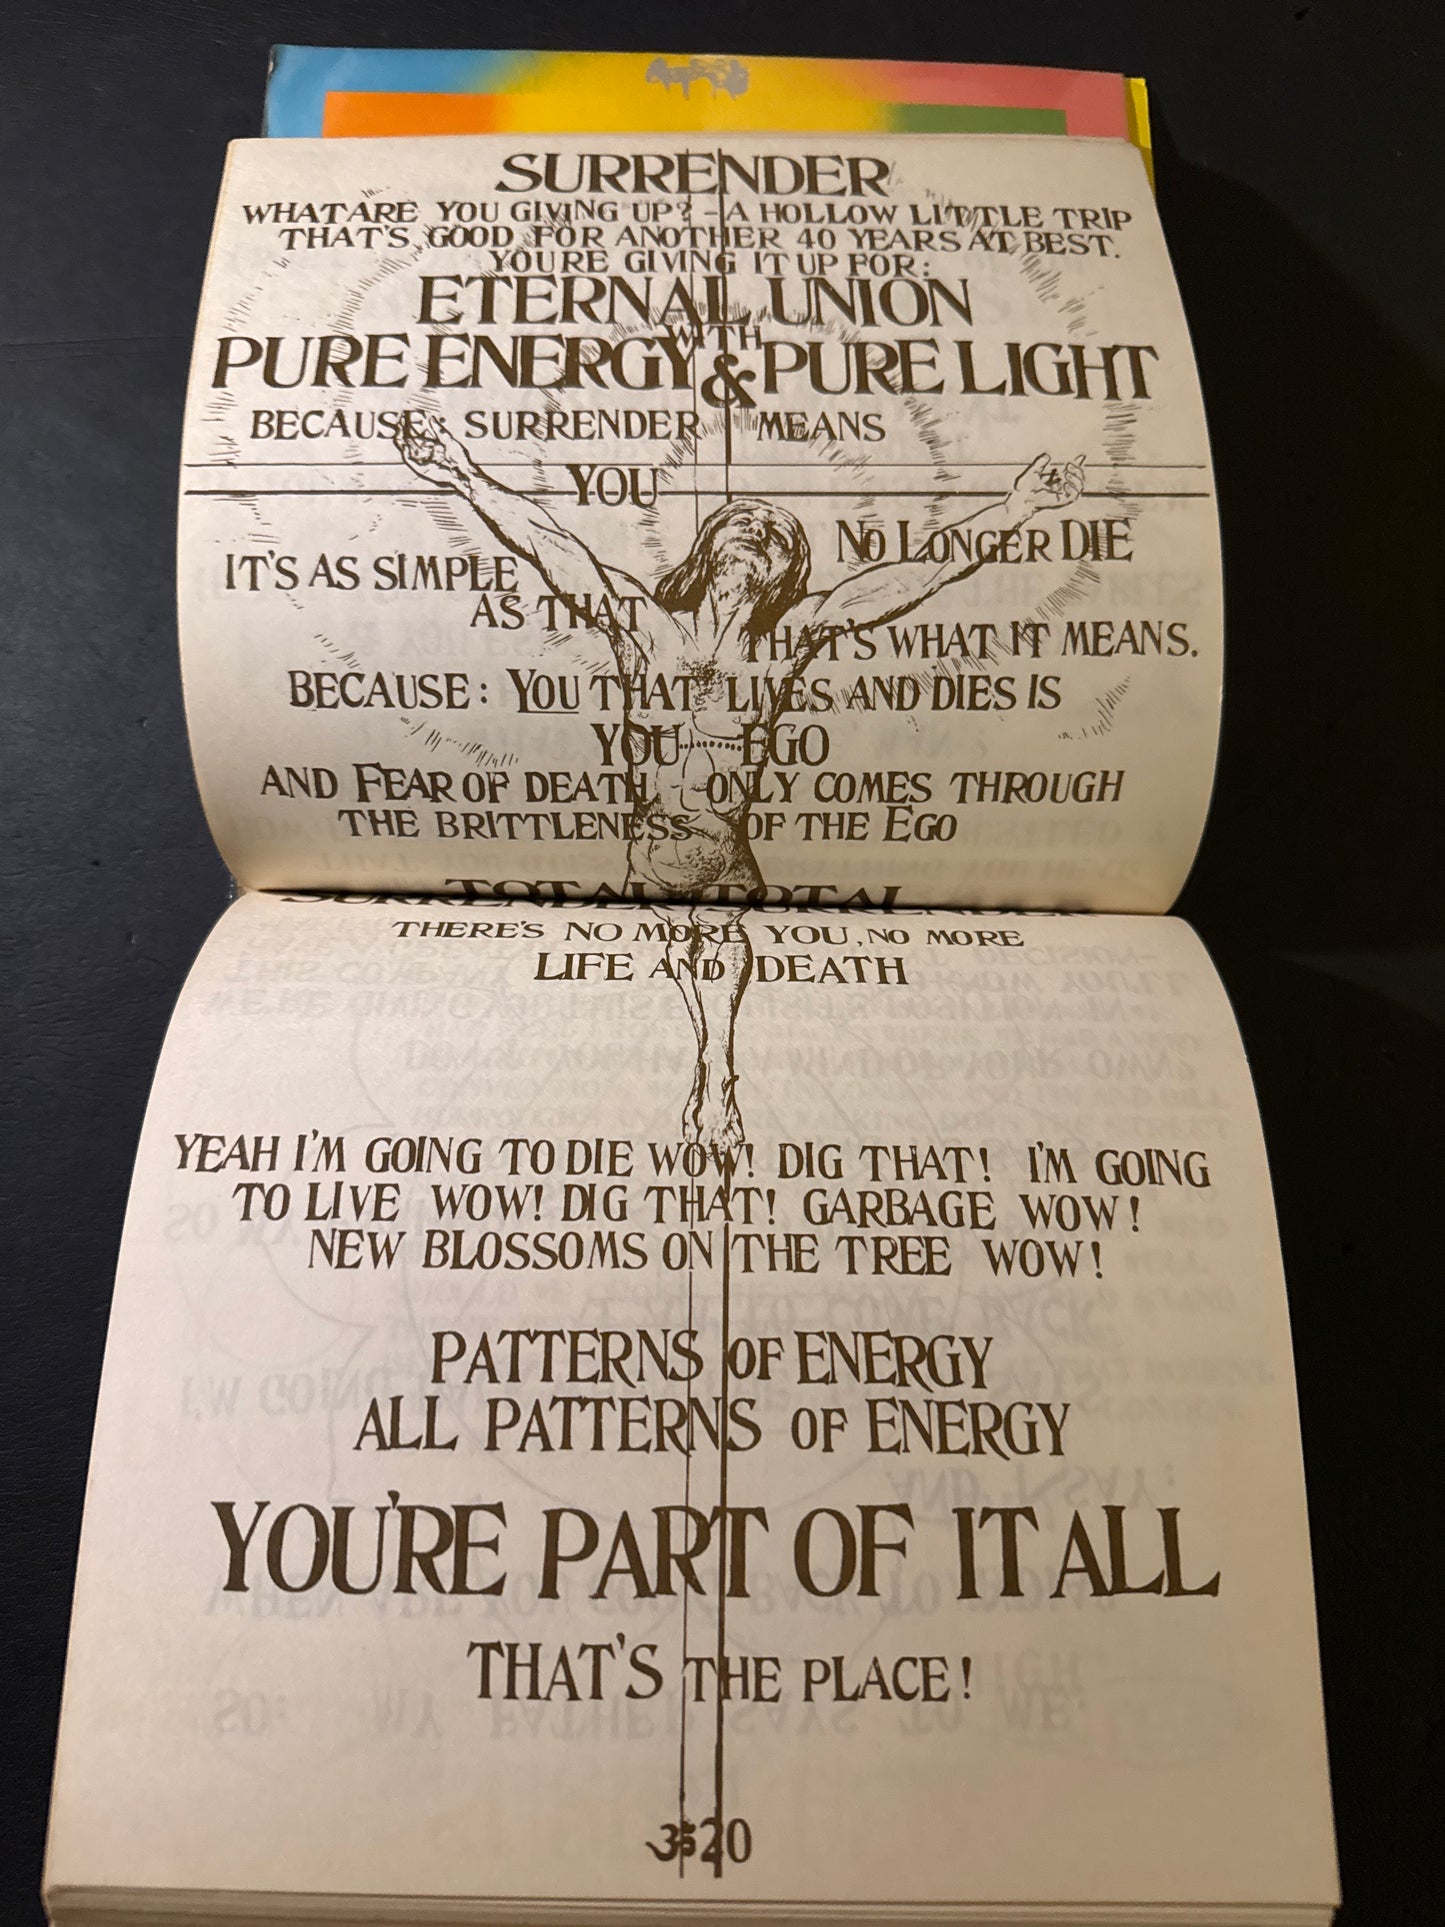 SURRENDER
WHAT ARE YOU GIVING UP? - A HOLLOW LITTLE TRIP
THAT'S GOOD FOR ANOTHER 40 YEARS AT BEST.
YOU'RE GIVING IT UP FOR:
ETERNAL UNION
WITH
PURE ENERGY & PURE LIGHT
BECAUSE: SURRENDER MEANS
YOU
NO LONGER DIE
IT'S AS SIMPLE
AS THAT
THAT'S WHAT IT MEANS.
BECAUSE: YOU THAT LIVES AND DIES IS
YOU EGO
AND FEAR OF DEATH ONLY COMES THROUGH
THE BRITTLENESS OF THE EGO
TOTAL TOTAL
SURRENDER
THERE'S NO MORE YOU, NO MORE
LIFE AND DEATH
YEAH I'M GOING TO DIE WOW! DIG THAT! I'M GOING
TO LIVE WOW! DIG THAT! GARBAGE WOW!
NEW BLOSSOMS ON THE TREE WOW!
PATTERNS OF ENERGY
ALL PATTERNS OF ENERGY
YOU'RE PART OF IT ALL
THAT'S THE PLACE!
20